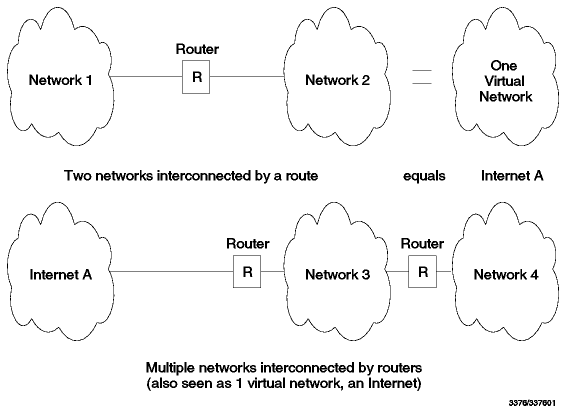 Router
Network 1
R
Network 2
One
Virtual
Network
Two networks interconnected by a route
equals
Internet A
Router
Router
Internet A
R
Network 3
R
Network 4
Multiple networks interconnected by routers
(also seen as 1 virtual network, an Internet)
3376/337601